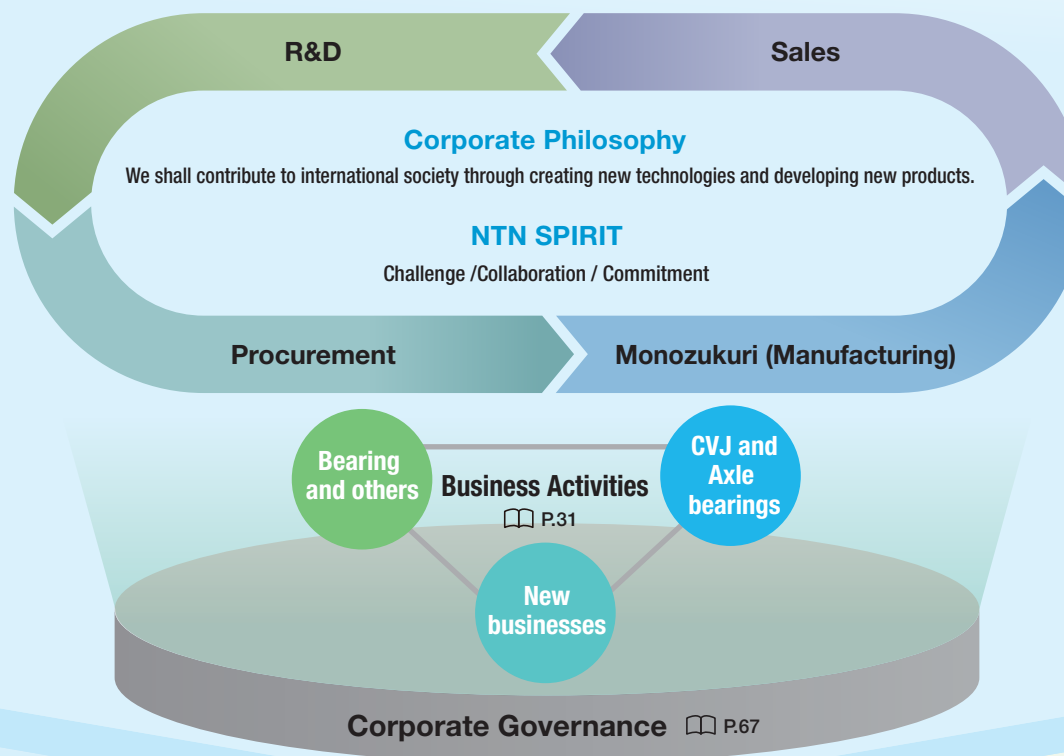 R&D
Sales
Corporate Philosophy
We shall contribute to international society through creating new technologies and developing new products.
NTN SPIRIT
Challenge /Collaboration / Commitment
Procurement
Monozukuri (Manufacturing)
Bearing
and others
Business Activities
P.31
CVJ and
Axle
bearings
New
businesses
Corporate Governance P.67